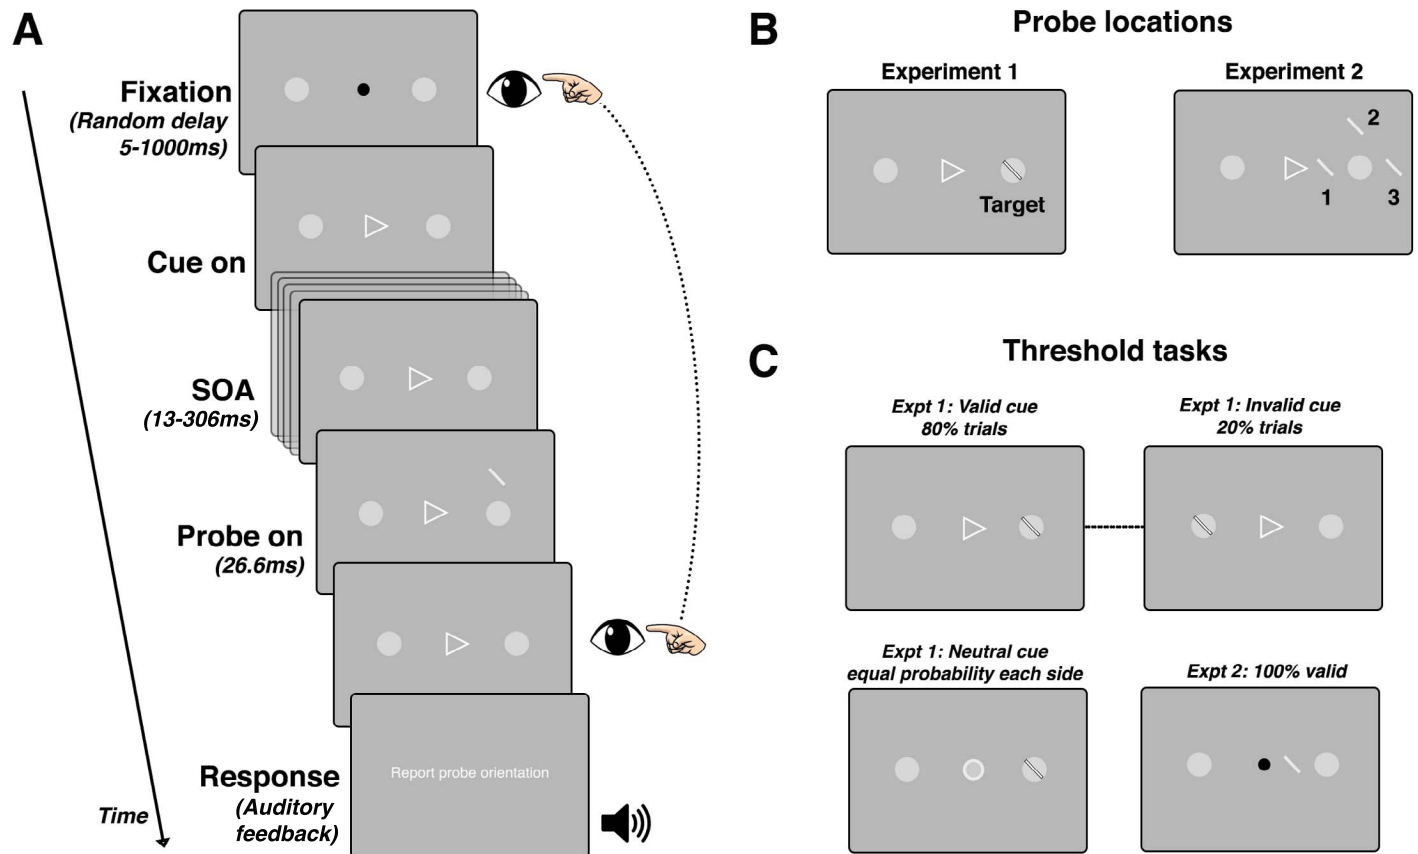 A
Fixation
(Random delay
5-1000ms)
Cue on
SOA
(13-306ms)
Probe on
(26.6ms)
Response
(Auditory
feedback)
Report probe orientation
Time
B
Probe locations
Experiment 1
Target
Experiment 2
2
1
3
C
Threshold tasks
Expt 1: Valid cue
80% trials
Expt 1: Invalid cue
20% trials
Expt 1: Neutral cue
equal probability each side
Expt 2: 100% valid